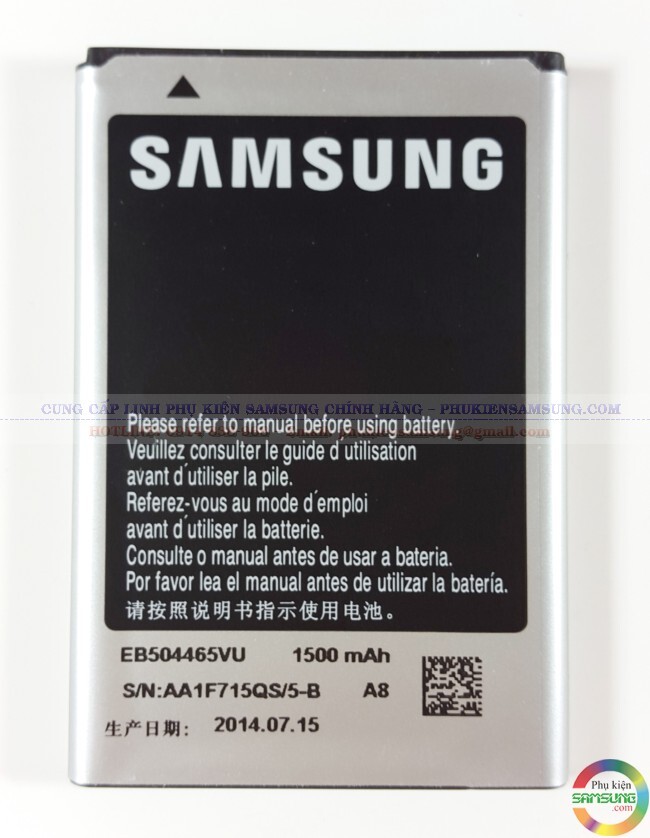 SAMSUNG
CUNG CẤP LINH PHỤ KIỆN SAMSUNG CHÍNH HÃNG - PHUKIENSAMSUNG.COM
Please refer to manual before using battery.
Veuillez consulter le guide d'utilisation
avant d'utiliser la pile.
Referez-vous au mode d'emploi
avant d'utiliser la batterie.
Consulte o manual antes de usar a bateria.
Por favor lea el manual antes de utilizar la batería.
请按照说明书指示使用电池。
EB504465VU 1500 mAh
S/N:AA1F715QS/5-B A8
生产日期: 2014.07.15
Phụ kiện
SAMSUNG
.com